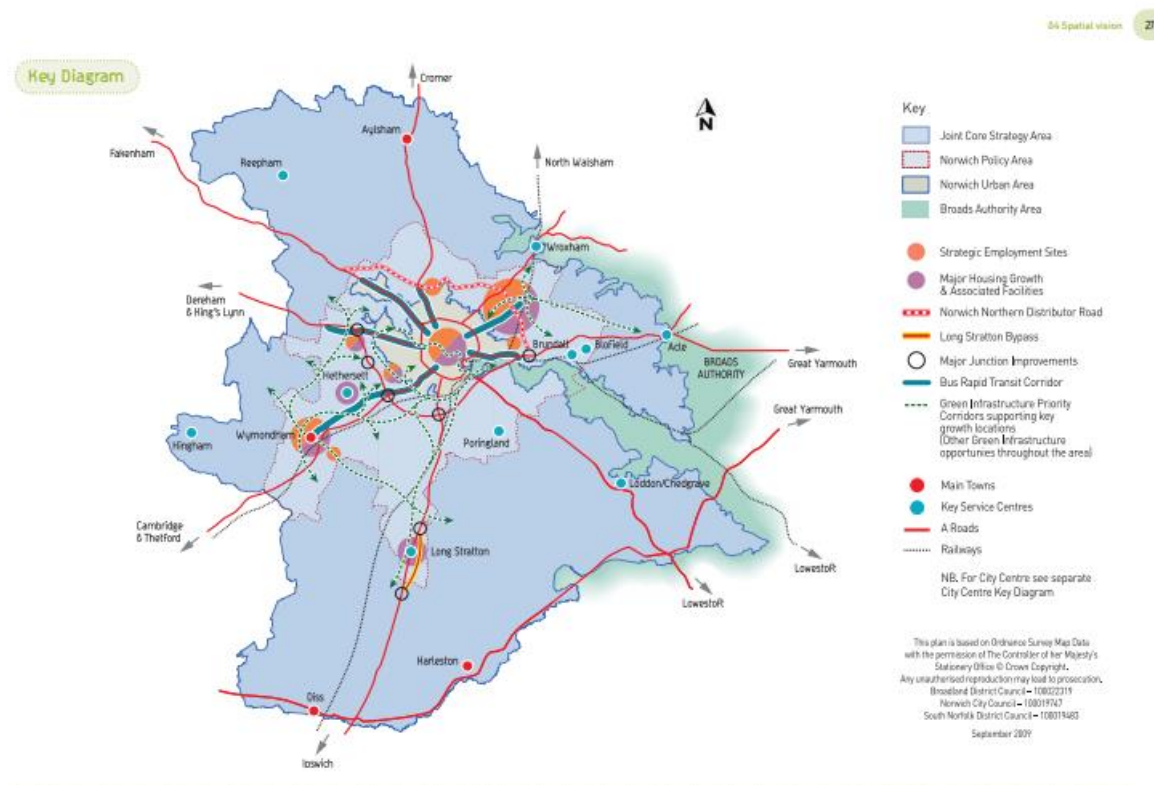 04 Spatial vision
Key Diagram
Cromer
Aylsham
Fakenham
Reepham
North Walsham
N
Wroxham
Dereham
& King's Lynn
Brundall
Blofield
Acle
BROADS
AUTHORITY
Great Yarmouth
Hethersett
Great Yarmouth
Hingham
Wymondham
Poringland
Loddon/Chedgrave
Cambridge
& Thetford
Long Stratton
Lowestoft
Lowestoft
Harleston
Diss
Ipswich
Key
Joint Core Strategy Area
Norwich Policy Area
Norwich Urban Area
Broads Authority Area
Strategic Employment Sites
Major Housing Growth
& Associated Facilities
Norwich Northern Distributor Road
Long Stratton Bypass
Major Junction Improvements
Bus Rapid Transit Corridor
Green Infrastructure Priority
Corridors supporting key
growth locations
(Other Green Infrastructure
opportunies throughout the area)
Main Towns
Key Service Centres
A Roads
Railways
NB. For City Centre see separate
City Centre Key Diagram
This plan is based on Ordnance Survey Map Data
with the permission of The Controller of her Majesty's
Stationery Office © Crown Copyright.
Any unauthorised reproduction may lead to prosecution.
Broadland District Council – 100022319
Norwich City Council – 100019747
South Norfolk District Council – 100019483
September 2009